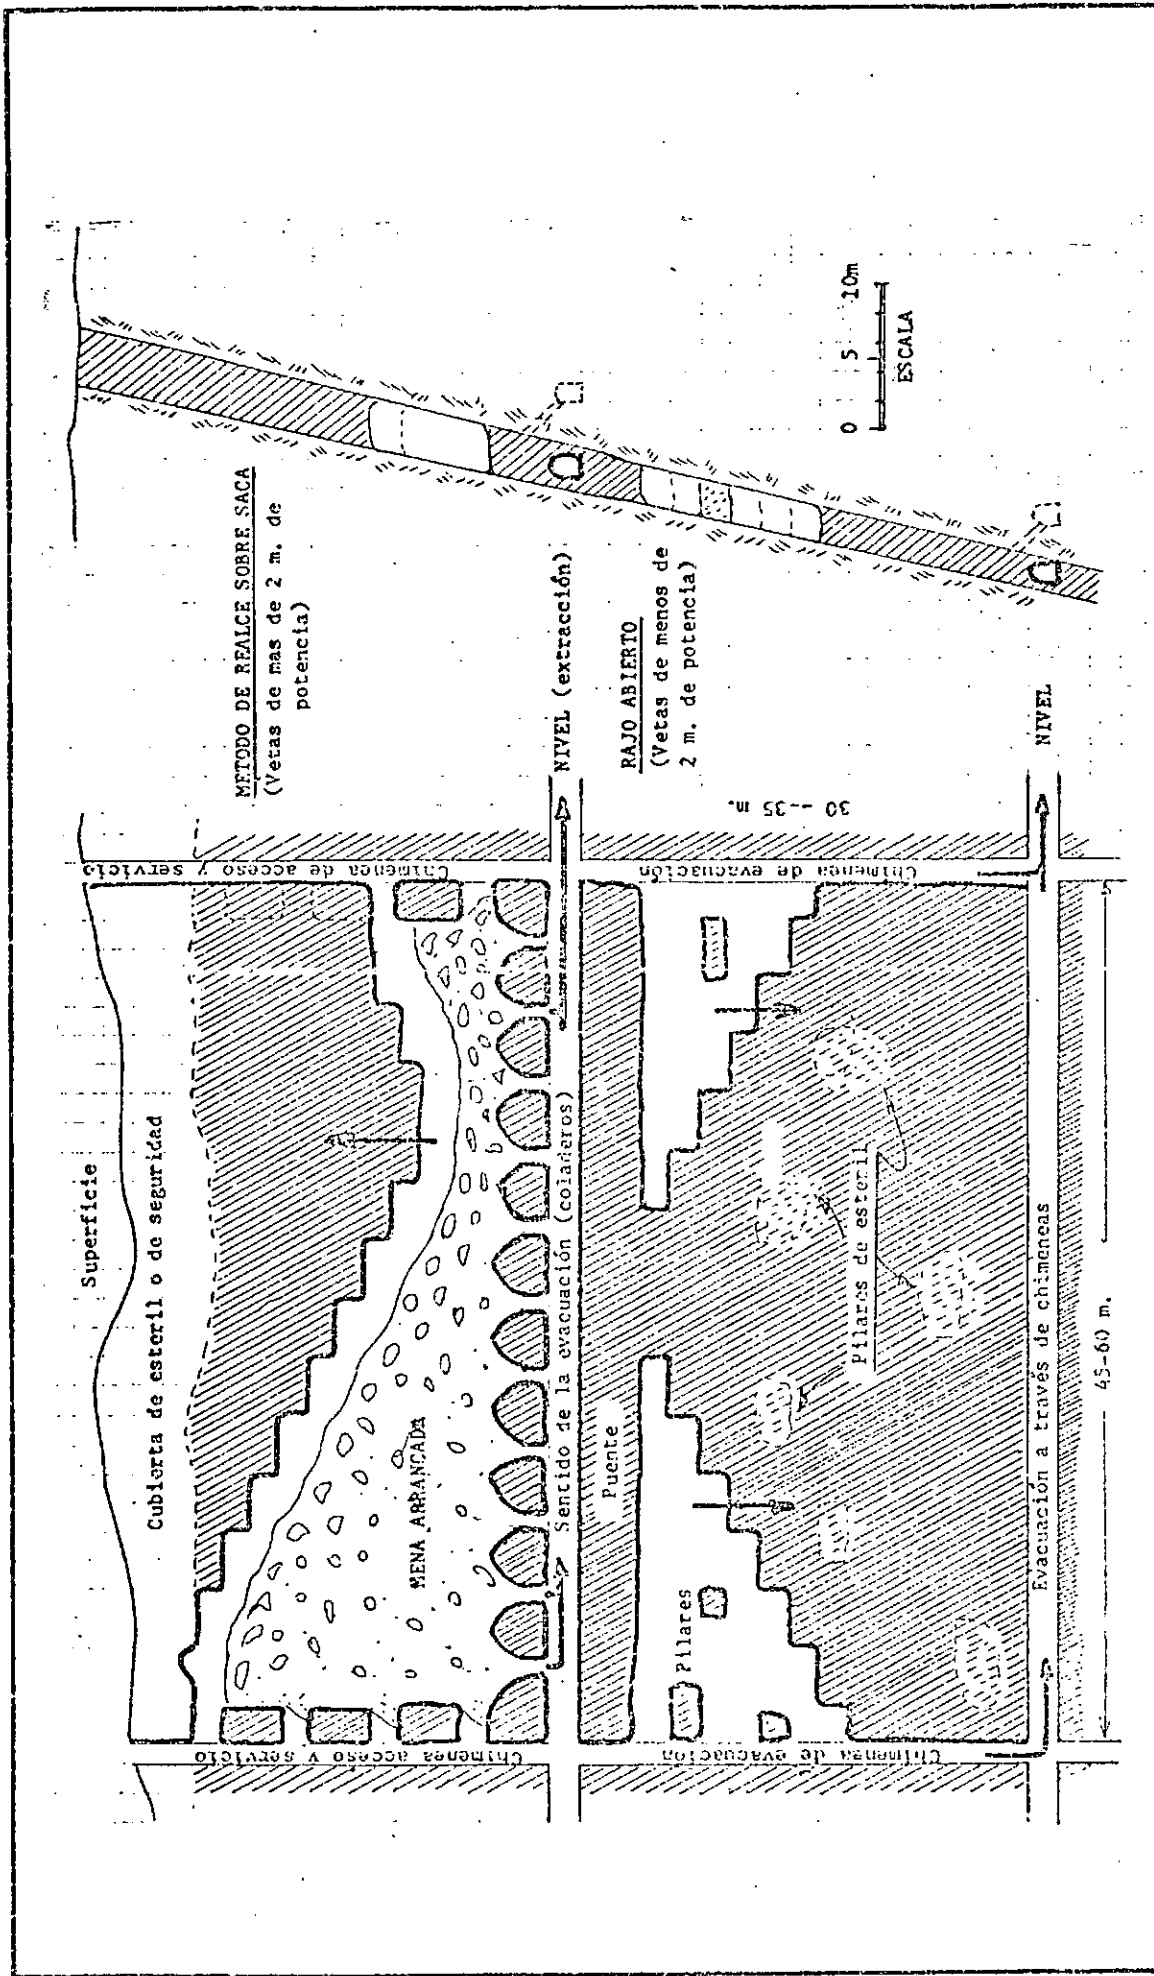 Superficie
Cubierta de esteril o de seguridad
METODO DE REALCE SOBRE SACA
(Vetas de mas de 2 m. de
potencia)
Chimenea acceso y servicio
Chimenea de acceso y servicio
MENA ARRANCADA
Sentido de la evacuación (colañeros)
NIVEL (extracción)
Puente
RAJO ABIERTO
(Vetas de menos de
2 m. de potencia)
Pilares
Chimenea de evacuación
Chimenea de evacuación
30 --35 m.
Pilares de esteril
Evacuación a través de chimeneas
NIVEL
45-60 m.
0 5 10m
ESCALA